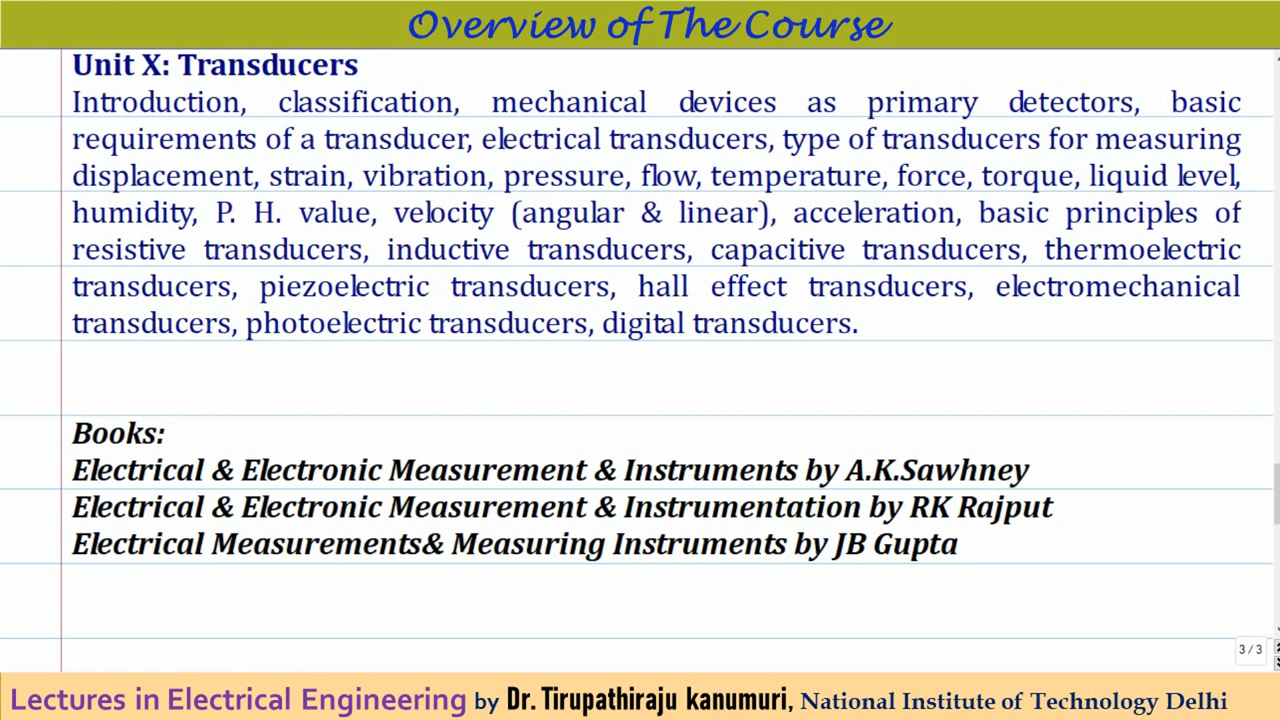 Overview of The Course
Unit X: Transducers
Introduction, classification, mechanical devices as primary detectors, basic
requirements of a transducer, electrical transducers, type of transducers for measuring
displacement, strain, vibration, pressure, flow, temperature, force, torque, liquid level,
humidity, P. H. value, velocity (angular & linear), acceleration, basic principles of
resistive transducers, inductive transducers, capacitive transducers, thermoelectric
transducers, piezoelectric transducers, hall effect transducers, electromechanical
transducers, photoelectric transducers, digital transducers.
Books:
Electrical & Electronic Measurement & Instruments by A.K.Sawhney
Electrical & Electronic Measurement & Instrumentation by RK Rajput
Electrical Measurements& Measuring Instruments by JB Gupta
3 / 3
Lectures in Electrical Engineering by Dr. Tirupathiraju kanumuri, National Institute of Technology Delhi